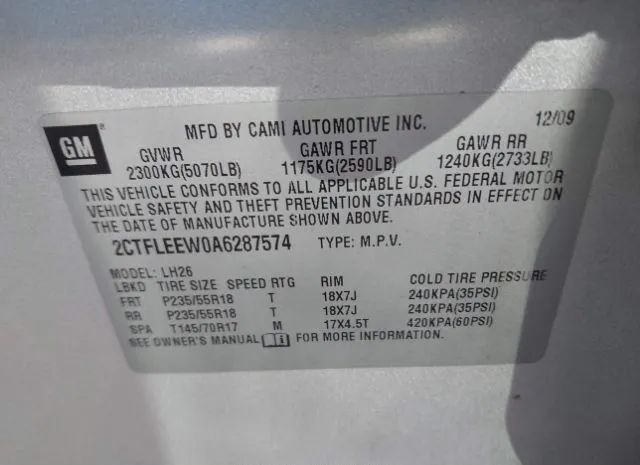 GM ®
MFD BY CAMI AUTOMOTIVE INC. 12/09
GVWR GAWR FRT GAWR RR
2300KG(5070LB) 1175KG(2590LB) 1240KG(2733LB)
THIS VEHICLE CONFORMS TO ALL APPLICABLE U.S. FEDERAL MOTOR
VEHICLE SAFETY AND THEFT PREVENTION STANDARDS IN EFFECT ON
THE DATE OF MANUFACTURE SHOWN ABOVE.
2CTFLEEW0A6287574 TYPE: M.P.V.
MODEL: LH26
LBKD TIRE SIZE SPEED RTG RIM COLD TIRE PRESSURE
FRT P235/55R18 T 18X7J 240KPA(35PSI)
RR P235/55R18 T 18X7J 240KPA(35PSI)
SPA T145/70R17 M 17X4.5T 420KPA(60PSI)
SEE OWNER'S MANUAL FOR MORE INFORMATION.